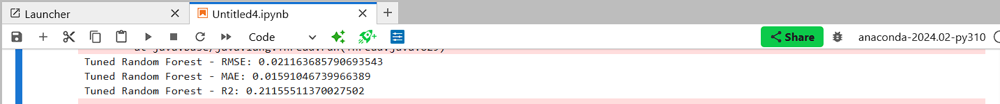 Launcher
Untitled4.ipynb
Code
Share
anaconda-2024.02-py310
at java.base/java.lang.Thread.run(Thread.java:829)
Tuned Random Forest - RMSE: 0.021163685790693543
Tuned Random Forest - MAE: 0.01591046739966389
Tuned Random Forest - R2: 0.21155511370027502